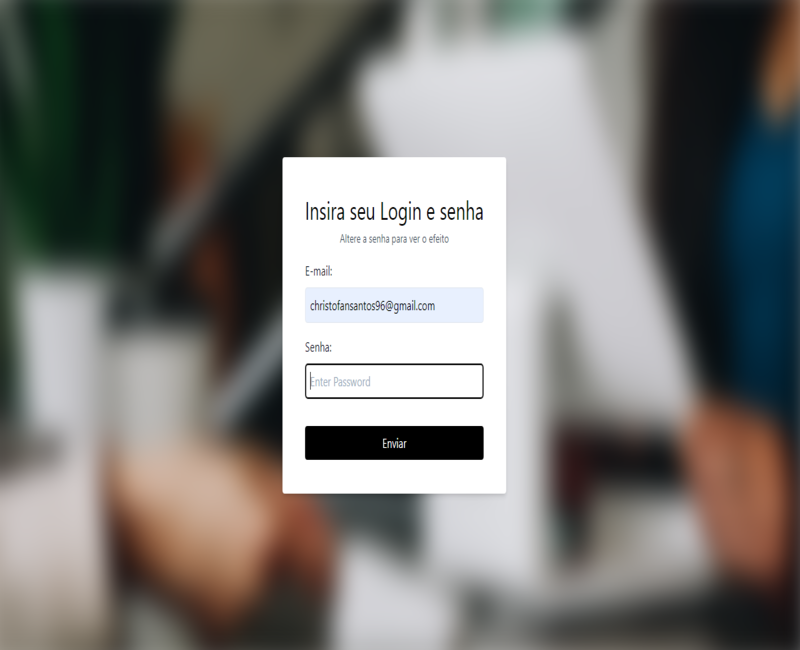 Insira seu Login e senha
Altere a senha para ver o efeito
E-mail:
christofansantos96@gmail.com
Senha:
Enter Password
Enviar